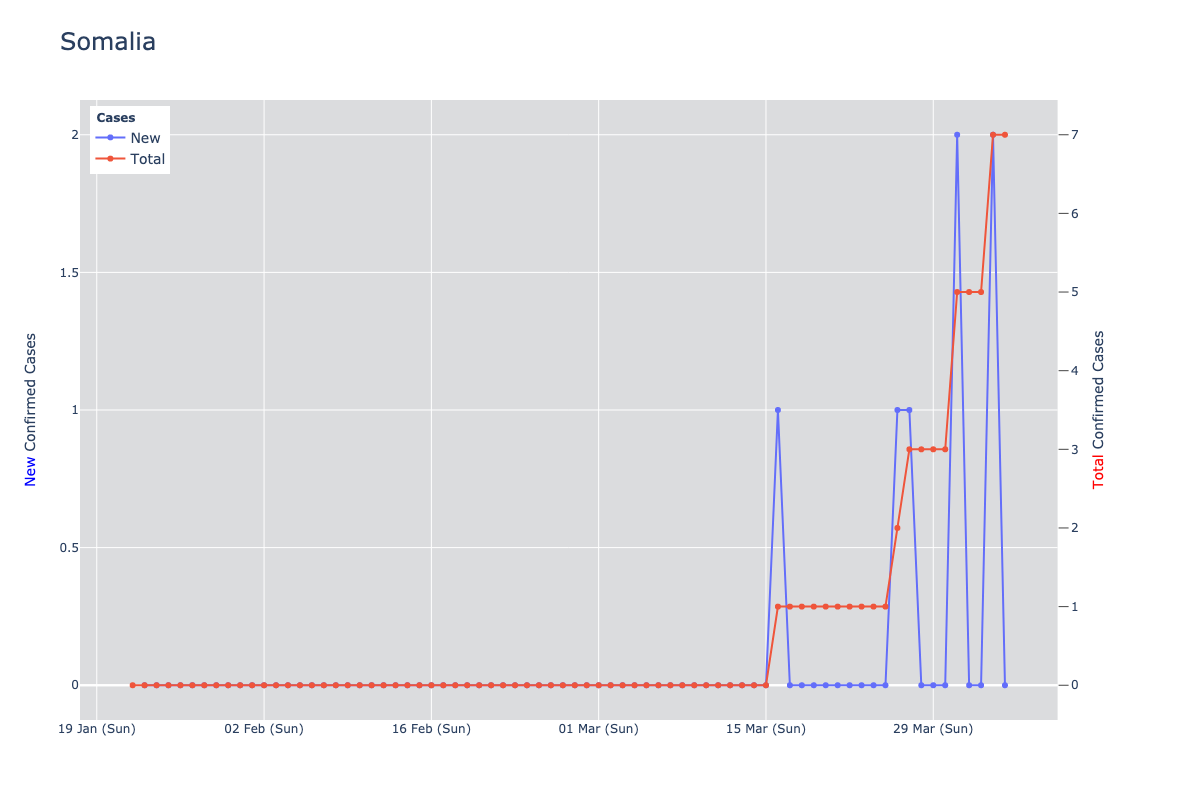 Somalia
Cases
New
Total
2
1.5
1
0.5
0
7
6
5
4
3
2
1
0
New Confirmed Cases
Total Confirmed Cases
19 Jan (Sun)
02 Feb (Sun)
16 Feb (Sun)
01 Mar (Sun)
15 Mar (Sun)
29 Mar (Sun)